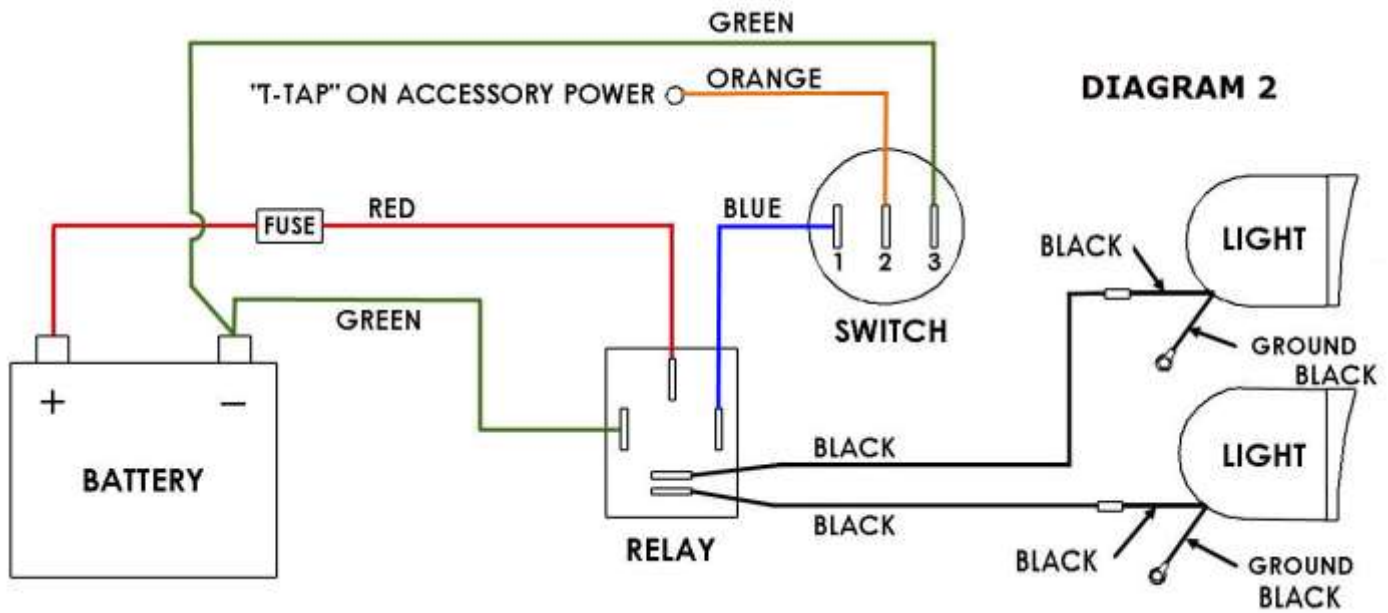 GREEN
"T-TAP" ON ACCESSORY POWER
ORANGE
DIAGRAM 2
RED
FUSE
BLUE
1 2 3
SWITCH
BLACK
LIGHT
GROUND
BLACK
GREEN
+ −
BATTERY
RELAY
BLACK
LIGHT
BLACK
BLACK
GROUND
BLACK